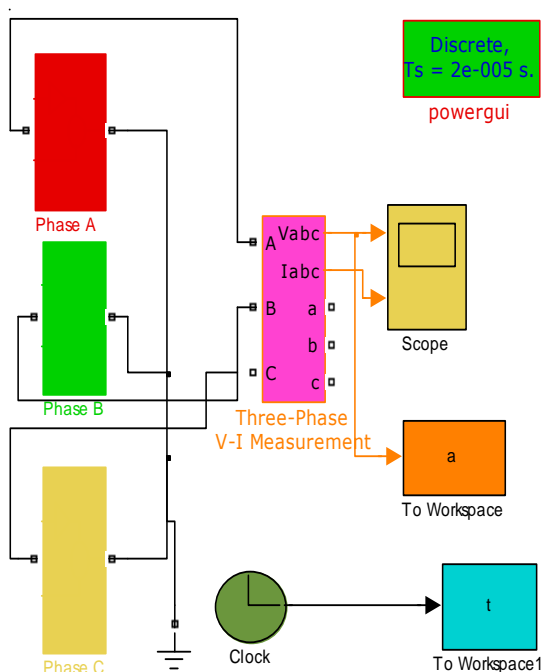 Discrete,
Ts = 2e-005 s.
powergui
Phase A
A
Vabc
Iabc
B
a
b
C
c
Scope
Phase B
Three-Phase
V-I Measurement
a
To Workspace
t
Clock
Phase C
To Workspace1